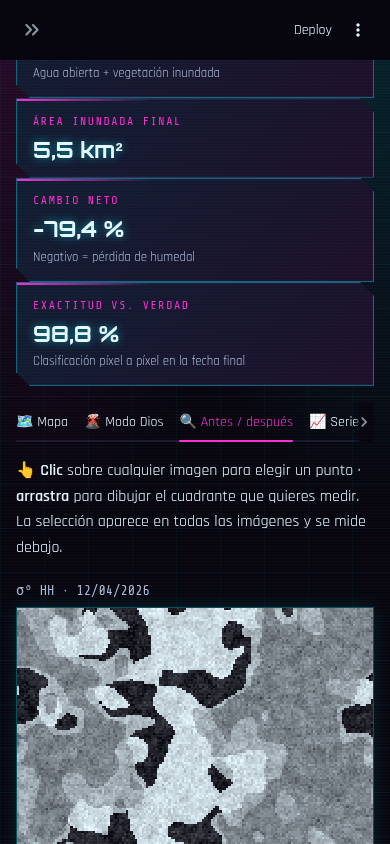 Deploy
Agua abierta + vegetación inundada
ÁREA INUNDADA FINAL
5,5 km²
CAMBIO NETO
-79,4 %
Negativo = pérdida de humedal
EXACTITUD VS. VERDAD
98,8 %
Clasificación píxel a píxel en la fecha final
🗺️ Mapa 🌋 Modo Dios 🔍 Antes / después 📈 Serie
👆 Clic sobre cualquier imagen para elegir un punto ·
arrastra para dibujar el cuadrante que quieres medir.
La selección aparece en todas las imágenes y se mide
debajo.
σ° HH · 12/04/2026